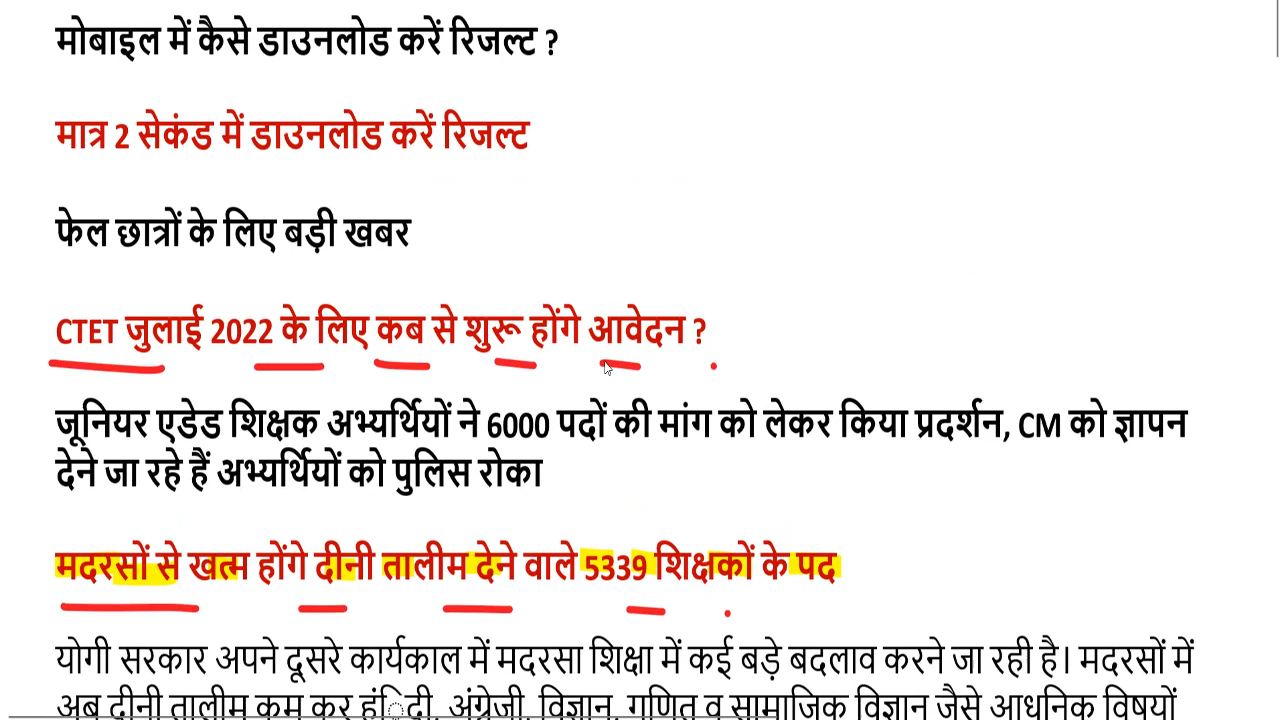 मोबाइल में कैसे डाउनलोड करें रिजल्ट ?
मात्र 2 सेकंड में डाउनलोड करें रिजल्ट
फेल छात्रों के लिए बड़ी खबर
CTET जुलाई 2022 के लिए कब से शुरू होंगे आवेदन ?
जूनियर एडेड शिक्षक अभ्यर्थियों ने 6000 पदों की मांग को लेकर किया प्रदर्शन, CM को ज्ञापन
देने जा रहे हैं अभ्यर्थियों को पुलिस रोका
मदरसों से खत्म होंगे दीनी तालीम देने वाले 5339 शिक्षकों के पद
योगी सरकार अपने दूसरे कार्यकाल में मदरसा शिक्षा में कई बड़े बदलाव करने जा रही है। मदरसों में
अब दीनी तालीम कम कर हंिदी, अंग्रेजी, विज्ञान, गणित व सामाजिक विज्ञान जैसे आधुनिक विषयों